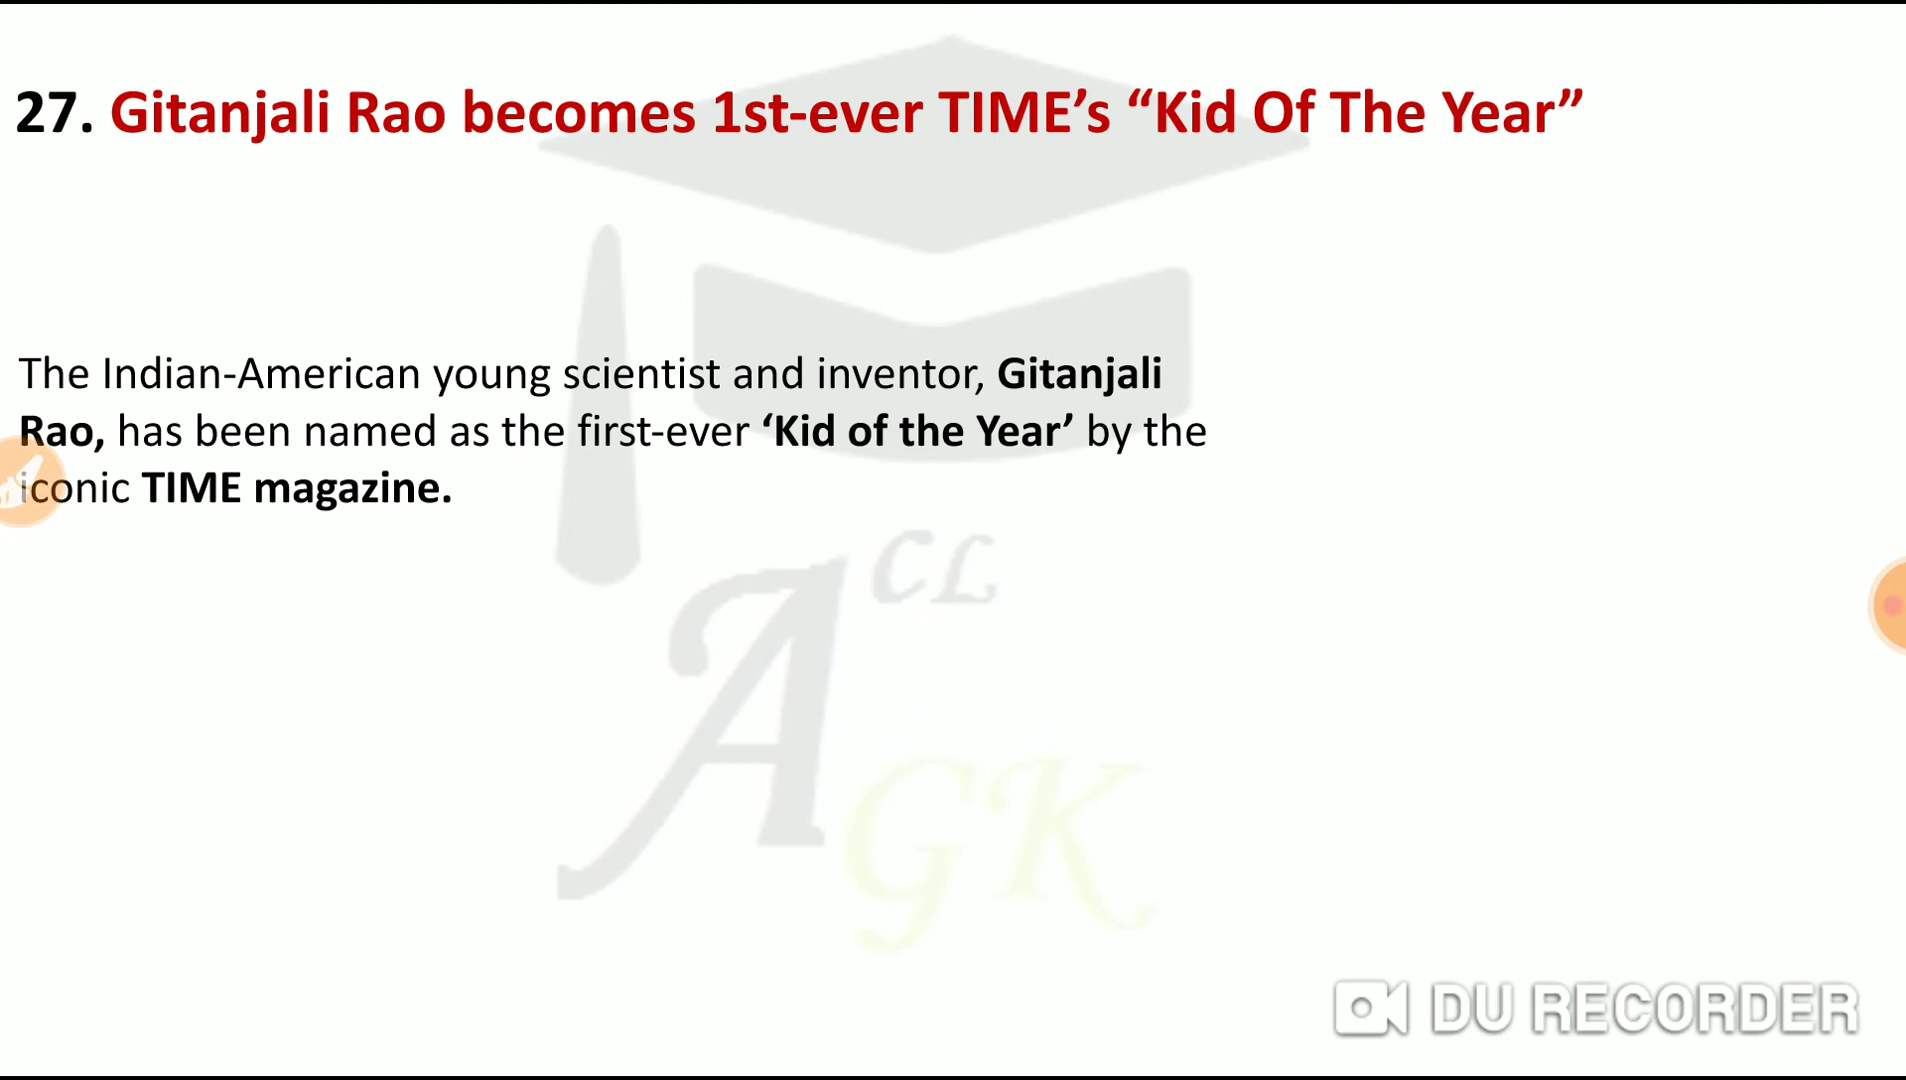 27. Gitanjali Rao becomes 1st-ever TIME’s “Kid Of The Year”
The Indian-American young scientist and inventor, Gitanjali
Rao, has been named as the first-ever ‘Kid of the Year’ by the
iconic TIME magazine.
A CL
GK
DU RECORDER